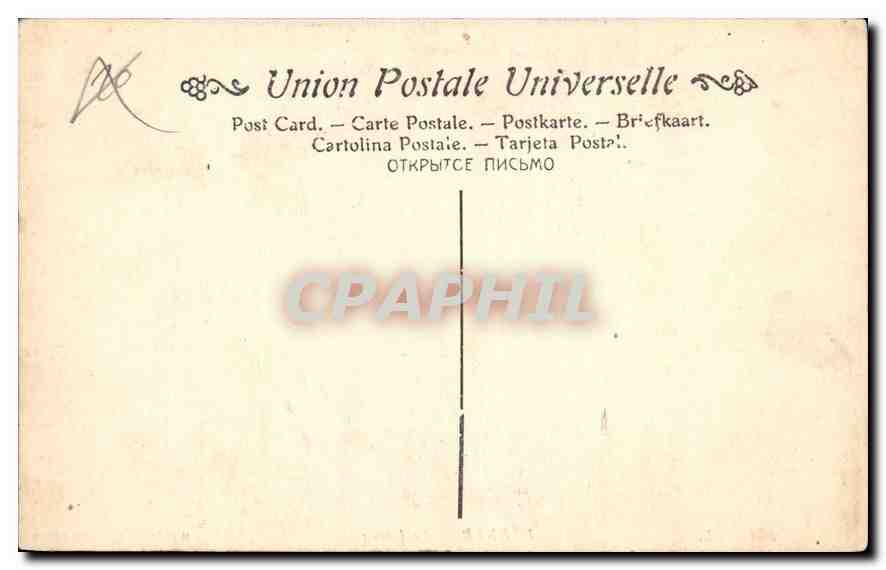 Union Postale Universelle
Post Card. – Carte Postale. – Postkarte. – Briefkaart.
Cartolina Postale. – Tarjeta Postal.
ОТКРЫТСЕ ПИСЬМО
CPAPHIL